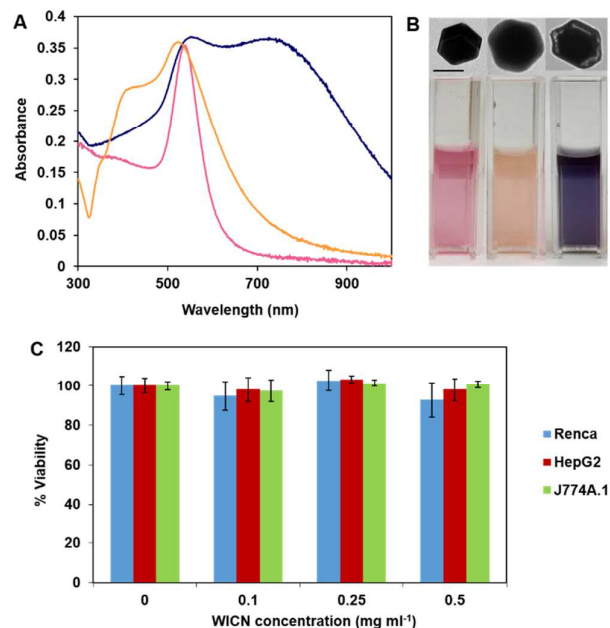 A
B
0.4
0.35
0.3
0.25
0.2
0.15
0.1
0.05
0
Absorbance
300 500 700 900
Wavelength (nm)
C
120
100
80
60
40
20
0
% Viability
0 0.1 0.25 0.5
WICN concentration (mg ml⁻¹)
Renca
HepG2
J774A.1